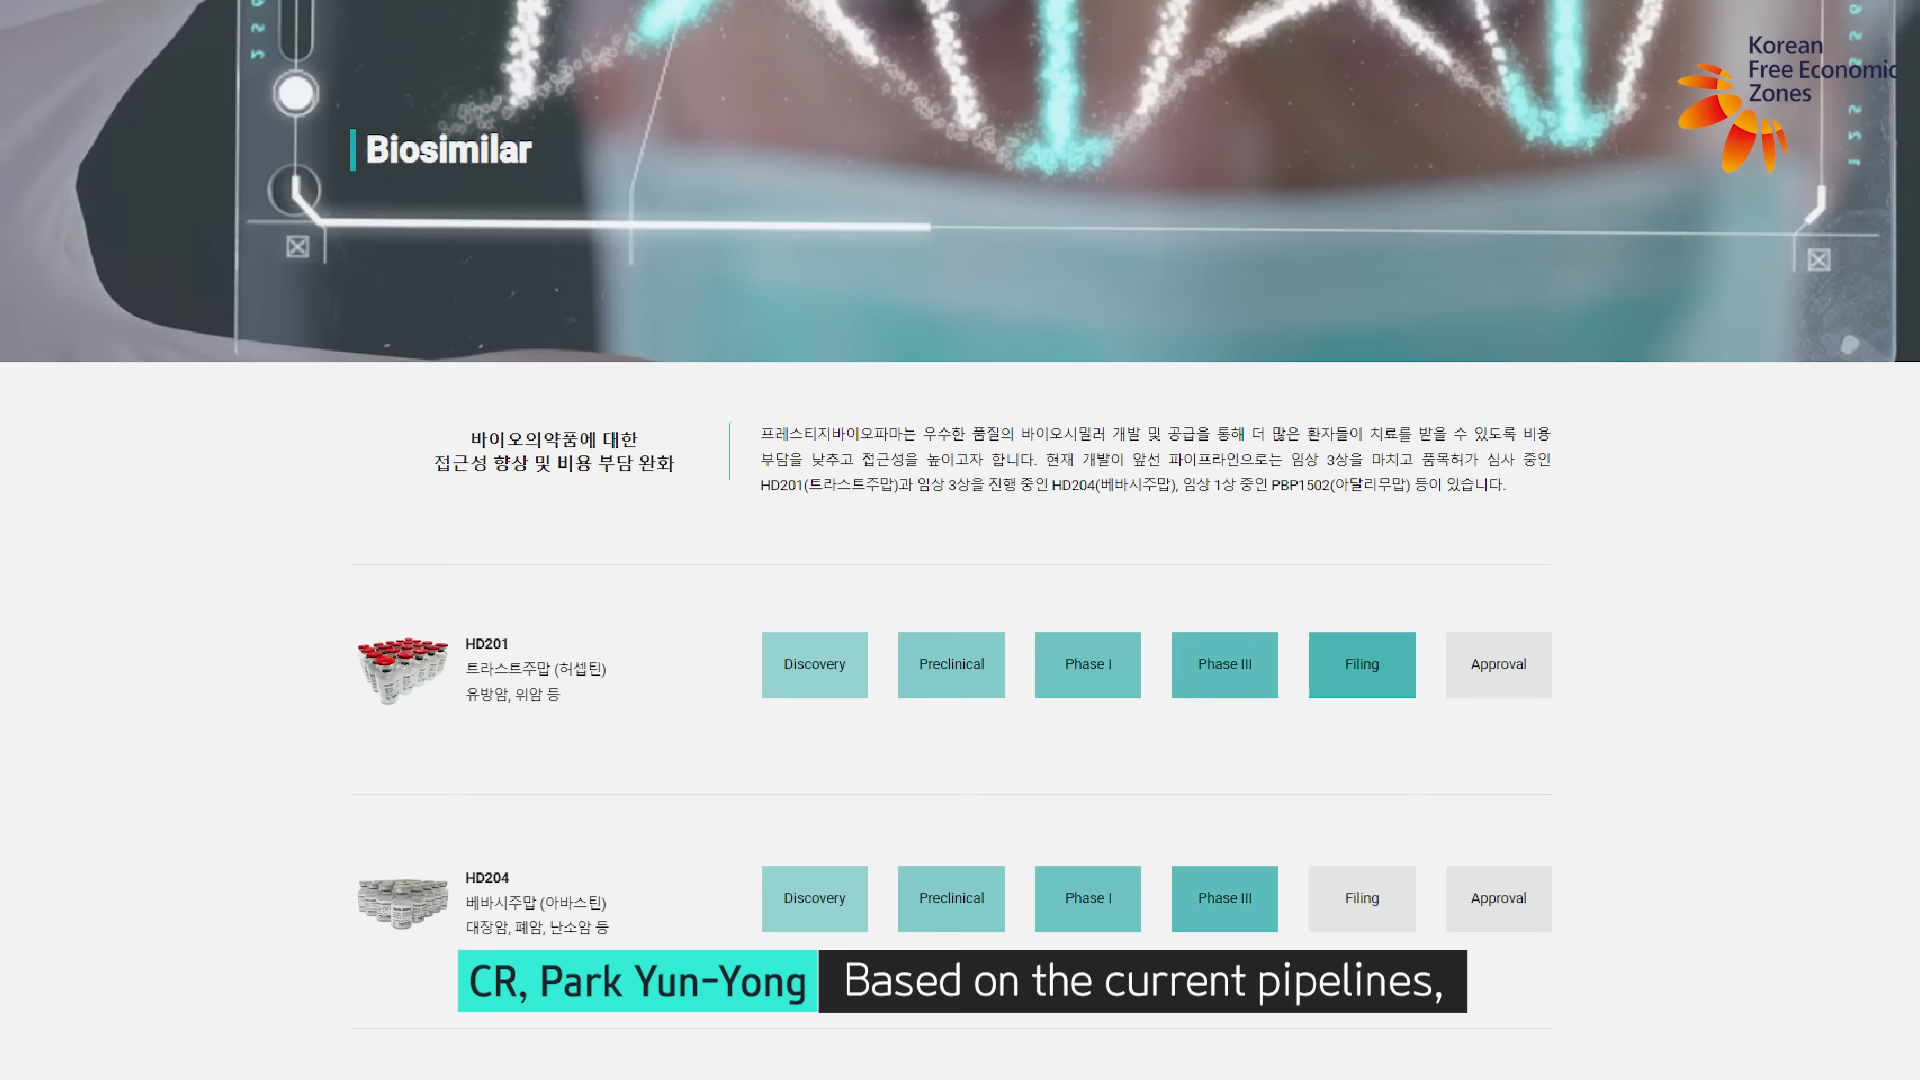 Korean
Free Economic
Zones
Biosimilar
바이오의약품에 대한
접근성 향상 및 비용 부담 완화
프레스티지바이오파마는 우수한 품질의 바이오시밀러 개발 및 공급을 통해 더 많은 환자들이 치료를 받을 수 있도록 비용
부담을 낮추고 접근성을 높이고자 합니다. 현재 개발이 앞선 파이프라인으로는 임상 3상을 마치고 품목허가 심사 중인
HD201(트라스트주맙)과 임상 3상을 진행 중인 HD204(베바시주맙), 임상 1상 중인 PBP1502(아달리무맙) 등이 있습니다.
HD201
트라스트주맙 (허셉틴)
유방암, 위암 등
Discovery
Preclinical
Phase I
Phase III
Filing
Approval
HD204
베바시주맙 (아바스틴)
대장암, 폐암, 난소암 등
Discovery
Preclinical
Phase I
Phase III
Filing
Approval
CR, Park Yun-Yong Based on the current pipelines,